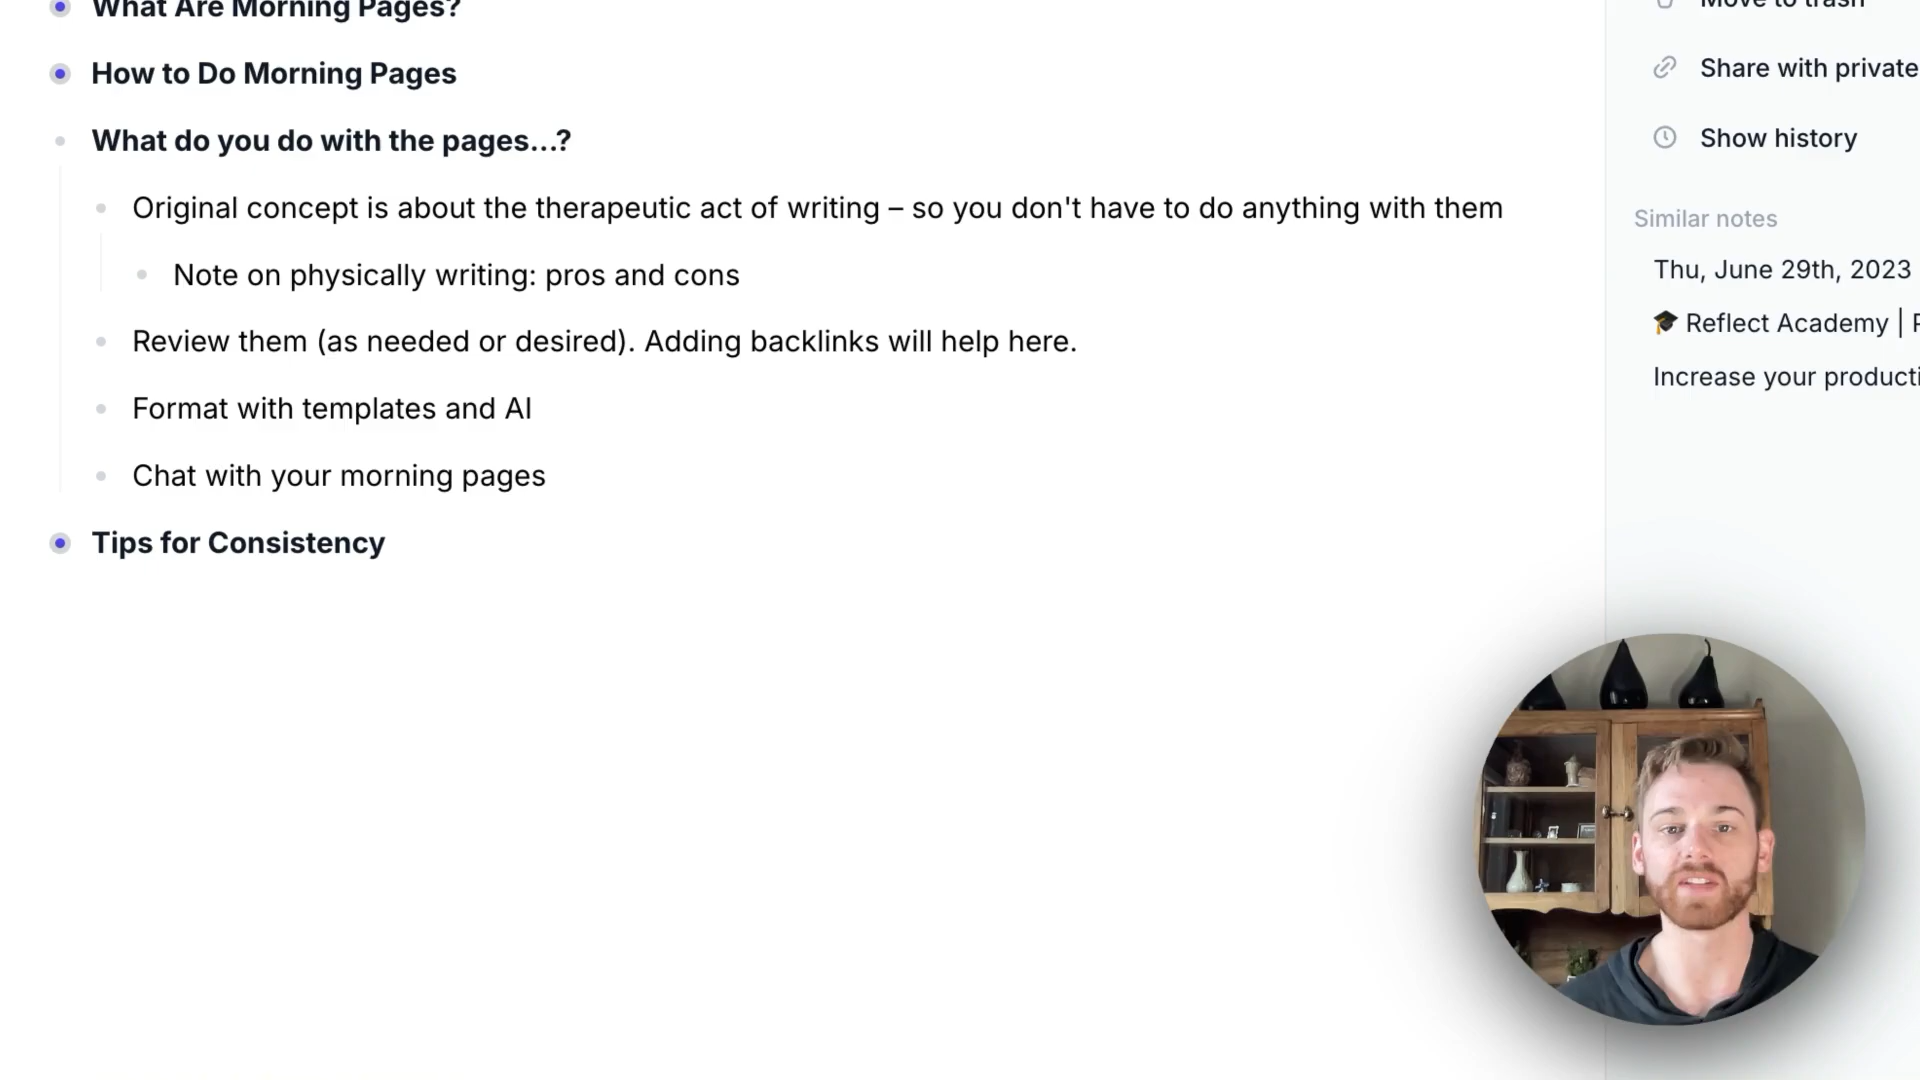 What Are Morning Pages?
How to Do Morning Pages
What do you do with the pages...?
Original concept is about the therapeutic act of writing – so you don't have to do anything with them
Note on physically writing: pros and cons
Review them (as needed or desired). Adding backlinks will help here.
Format with templates and AI
Chat with your morning pages
Tips for Consistency
Move to trash
Share with private
Show history
Similar notes
Thu, June 29th, 2023
Reflect Academy |
Increase your